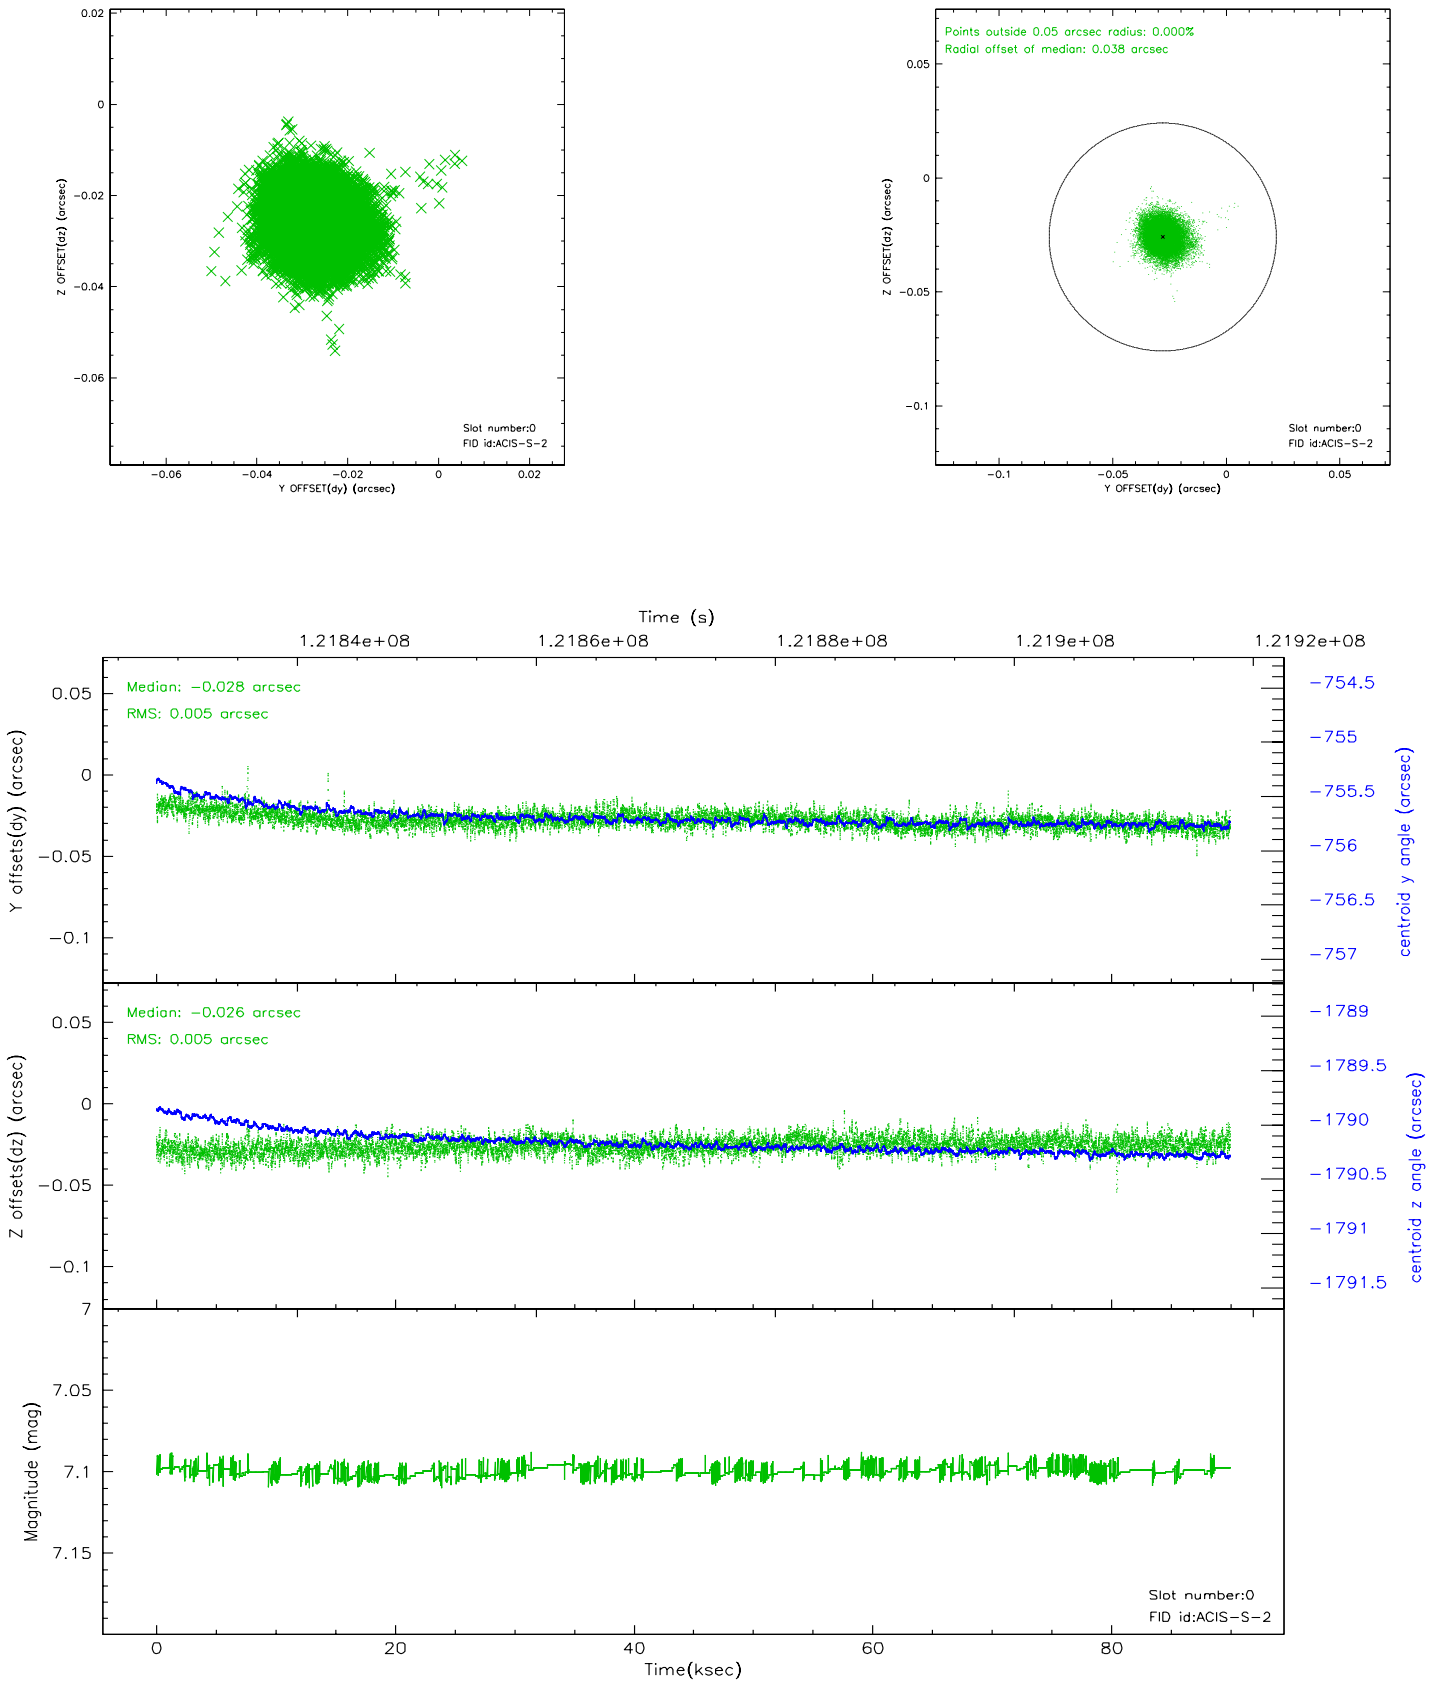 0.02
0
−0.02
−0.04
−0.06
Z OFFSET(dz) (arcsec)
Slot number:0
FID id:ACIS−S−2
−0.06 −0.04 −0.02 0 0.02
Y OFFSET(dy) (arcsec)
Points outside 0.05 arcsec radius: 0.000%
Radial offset of median: 0.038 arcsec
0.05
0
−0.05
−0.1
Z OFFSET(dz) (arcsec)
Slot number:0
FID id:ACIS−S−2
−0.1 −0.05 0 0.05
Y OFFSET(dy) (arcsec)
Time (s)
1.2184e+08 1.2186e+08 1.2188e+08 1.219e+08 1.2192e+08
Median: −0.028 arcsec
RMS: 0.005 arcsec
0.05
0
−0.05
−0.1
Y offsets(dy) (arcsec)
−754.5
−755
−755.5
−756
−756.5
−757
centroid y angle (arcsec)
Median: −0.026 arcsec
RMS: 0.005 arcsec
0.05
0
−0.05
−0.1
Z offsets(dz) (arcsec)
−1789
−1789.5
−1790
−1790.5
−1791
−1791.5
centroid z angle (arcsec)
7
7.05
7.1
7.15
Magnitude (mag)
Slot number:0
FID id:ACIS−S−2
0 20 40 60 80
Time(ksec)